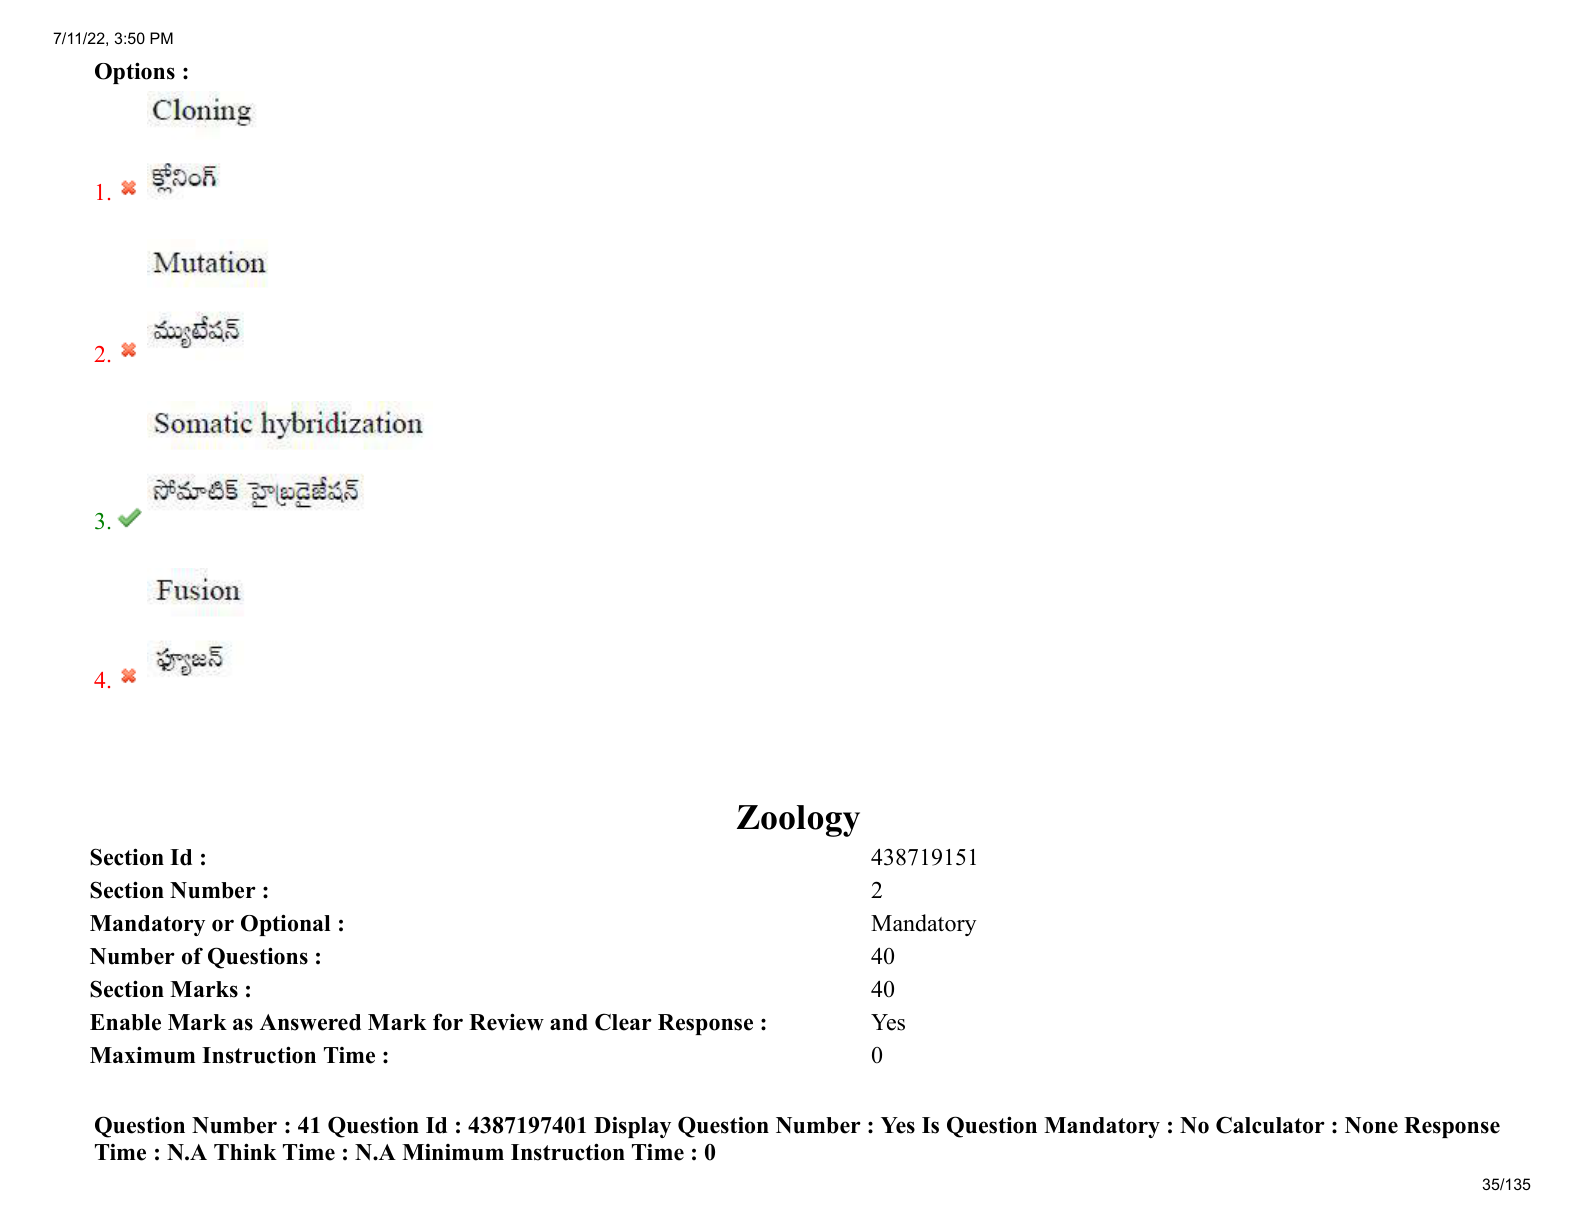 7/11/22, 3:50 PM
Options :
Cloning
క్లోనింగ్
1.
Mutation
మ్యుటేషన్
2.
Somatic hybridization
సోమాటిక్ హైబ్రిడైజేషన్
3.
Fusion
ఫ్యూజన్
4.
Zoology
Section Id : 438719151
Section Number : 2
Mandatory or Optional : Mandatory
Number of Questions : 40
Section Marks : 40
Enable Mark as Answered Mark for Review and Clear Response : Yes
Maximum Instruction Time : 0
Question Number : 41 Question Id : 4387197401 Display Question Number : Yes Is Question Mandatory : No Calculator : None Response
Time : N.A Think Time : N.A Minimum Instruction Time : 0
35/135